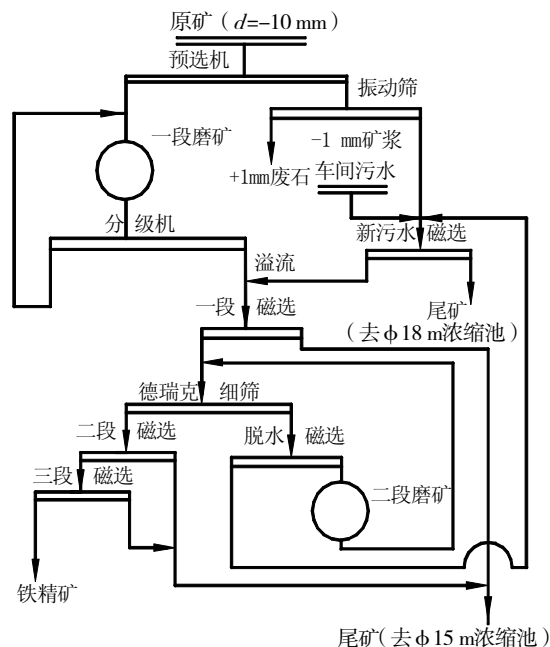 原矿（d=-10 mm）
预选机
振动筛
一段磨矿
-1 mm矿浆
+1mm废石
车间污水
分 级机
新污水 磁选
溢流
尾矿
（去φ18 m浓缩池）
一段 磁选
德瑞克 细筛
二段 磁选
脱水 磁选
三段 磁选
二段磨矿
铁精矿
尾矿（去φ15 m浓缩池）